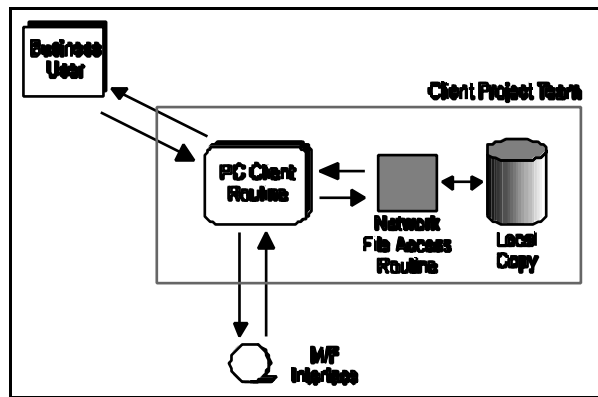 Business
User
Client Project Team
PC Client
Routine
Network
File Access
Routine
Local
Copy
M/F
Interface